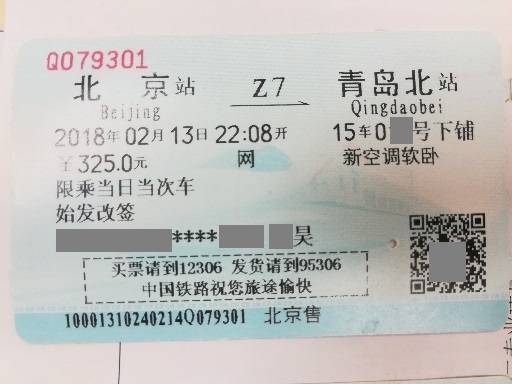 Q079301
北京站 Z7 青岛北站
Beijing Qingdaobei
2018年02月13日22:08开 15车0 号下铺
￥325.0元 网 新空调软卧
限乘当日当次车
始发改签
**** 昊
买票请到12306 发货请到95306
中国铁路祝您旅途愉快
10001310240214Q079301 北京售